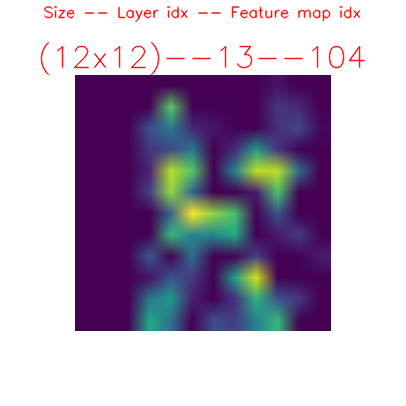 Size -- Layer idx -- Feature map idx
(12x12)--13--104